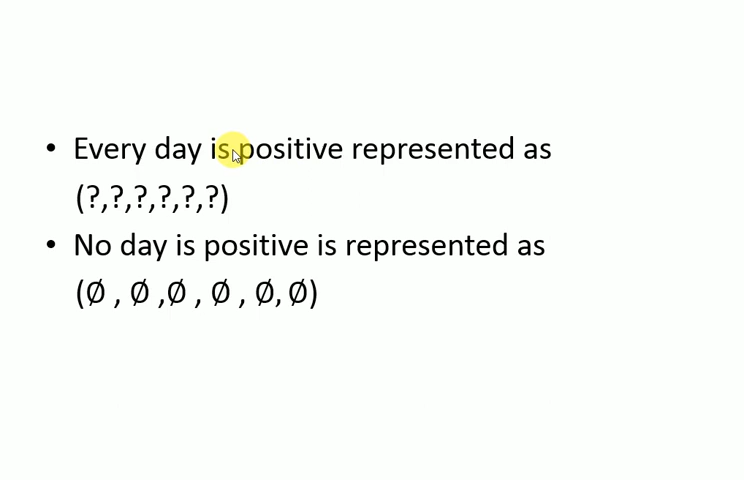 • Every day is positive represented as
(?,?,?,?,?,?)
• No day is positive is represented as
(Ø , Ø ,Ø , Ø , Ø, Ø)